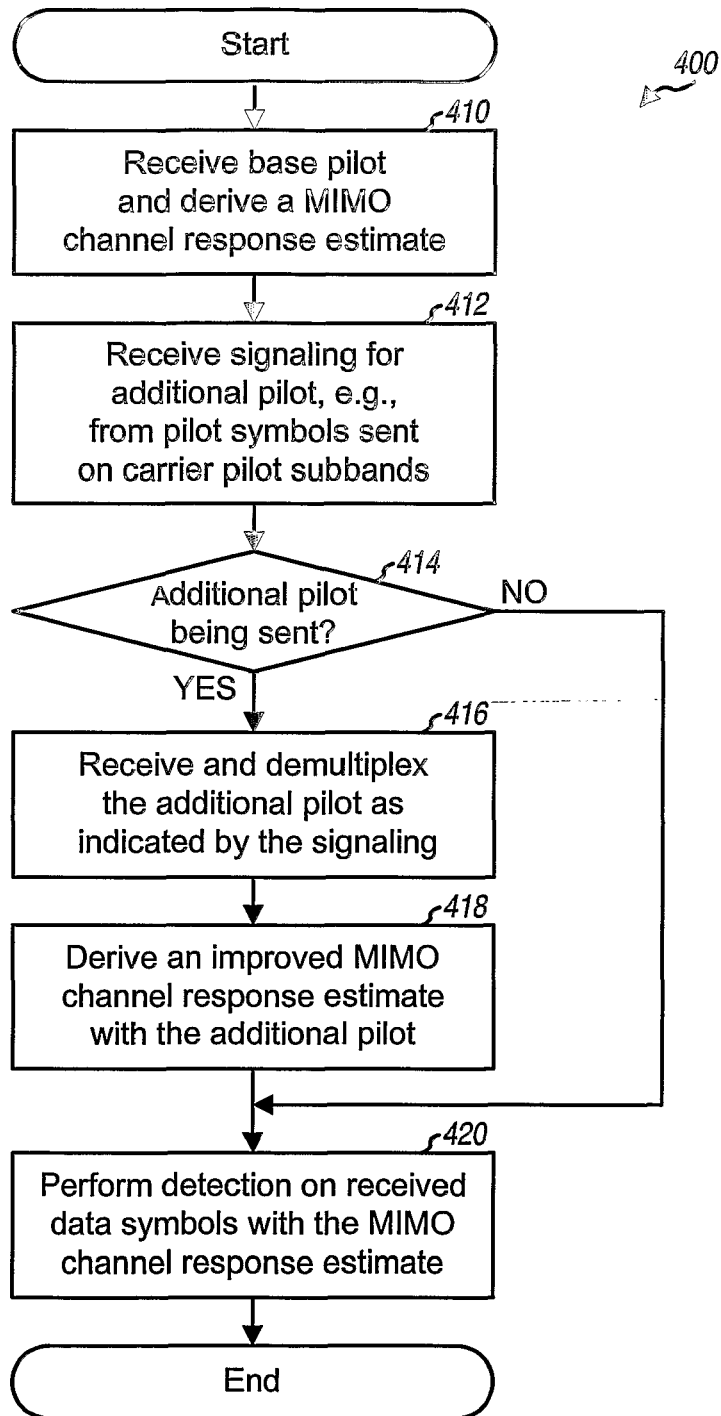 Start
400
410
Receive base pilot
and derive a MIMO
channel response estimate
412
Receive signaling for
additional pilot, e.g.,
from pilot symbols sent
on carrier pilot subbands
414
Additional pilot
being sent?
NO
YES
416
Receive and demultiplex
the additional pilot as
indicated by the signaling
418
Derive an improved MIMO
channel response estimate
with the additional pilot
420
Perform detection on received
data symbols with the MIMO
channel response estimate
End